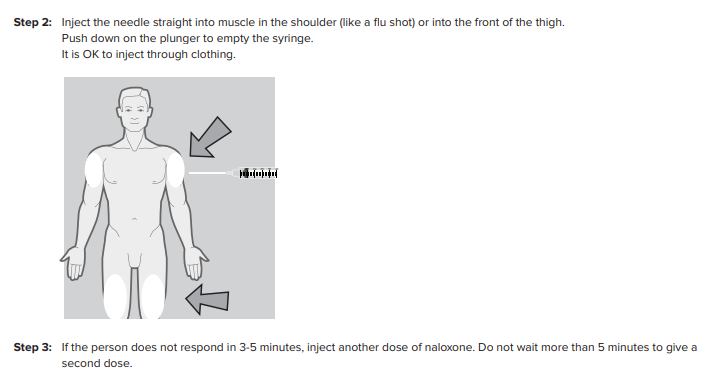 Step 2: Inject the needle straight into muscle in the shoulder (like a flu shot) or into the front of the thigh.
Push down on the plunger to empty the syringe.
It is OK to inject through clothing.
Step 3: If the person does not respond in 3-5 minutes, inject another dose of naloxone. Do not wait more than 5 minutes to give a
second dose.